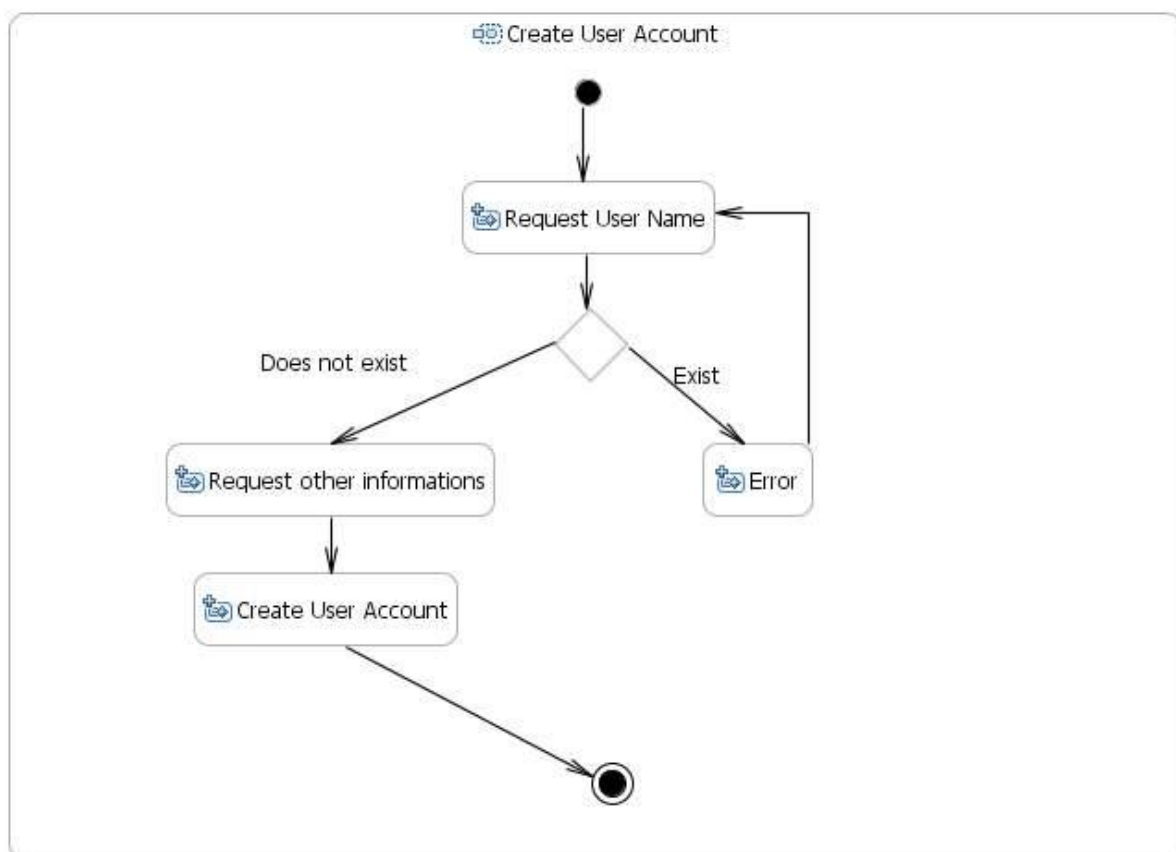 Create User Account
Request User Name
Does not exist
Exist
Request other informations
Error
Create User Account